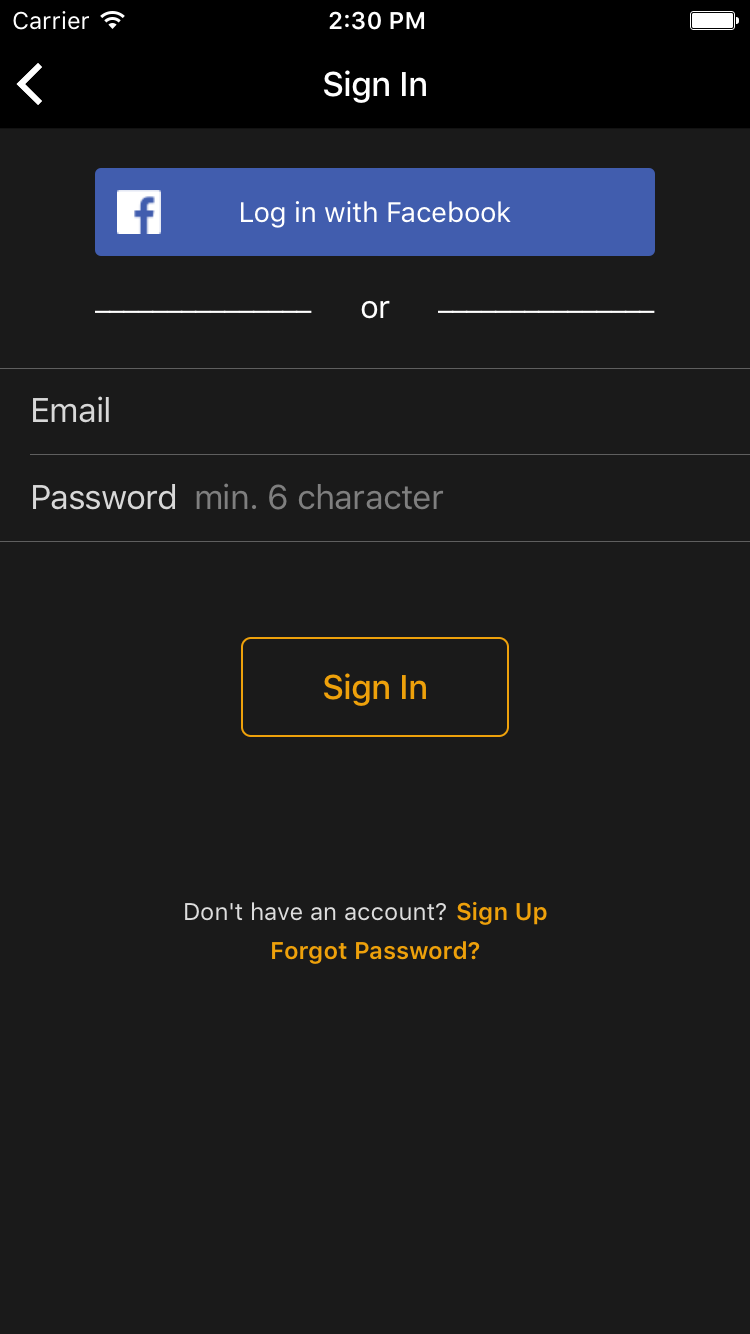 Carrier 2:30 PM
Sign In
Log in with Facebook
or
Email
Password min. 6 character
Sign In
Don't have an account? Sign Up
Forgot Password?